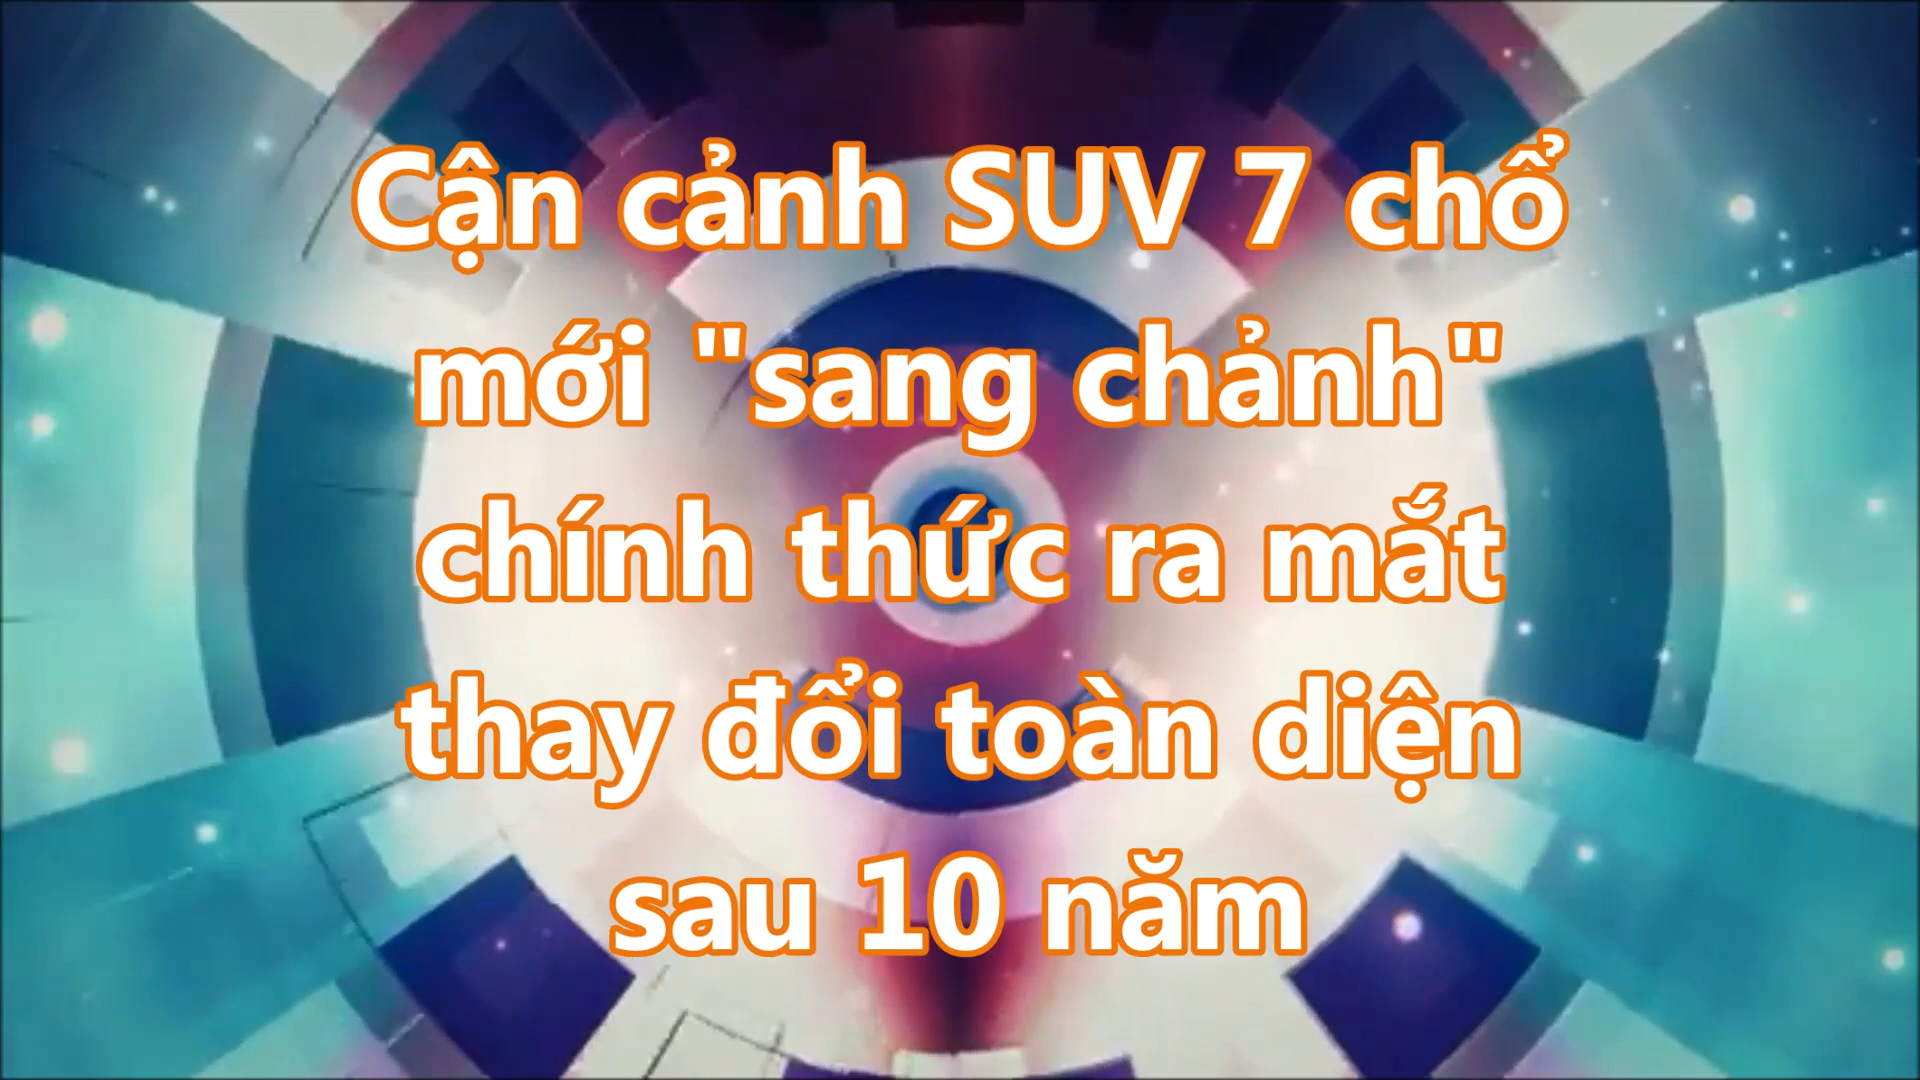 Cận cảnh SUV 7 chổ
mới "sang chảnh"
chính thức ra mắt
thay đổi toàn diện
sau 10 năm